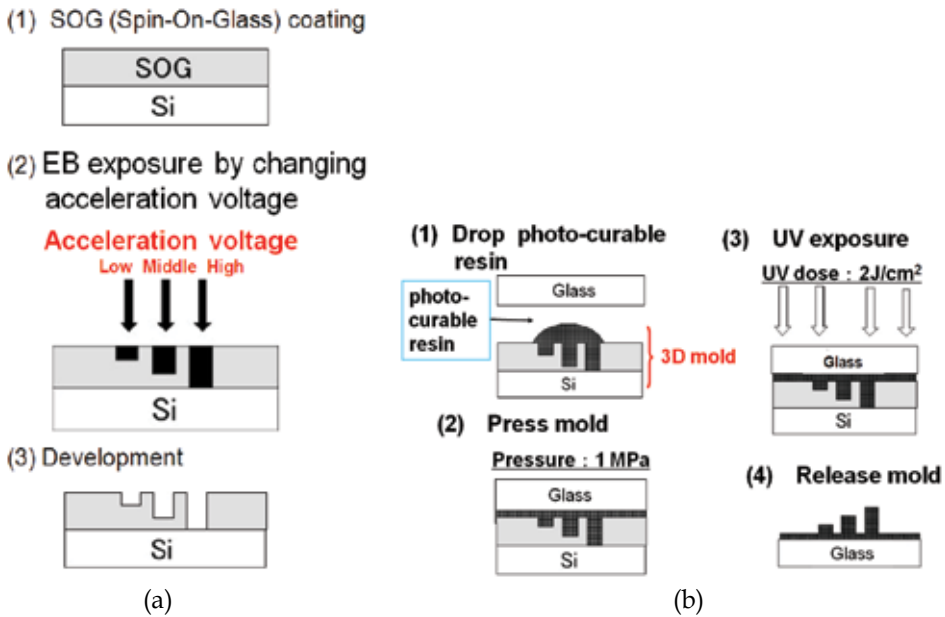 (1) SOG (Spin-On-Glass) coating
SOG
Si
(2) EB exposure by changing
acceleration voltage
Acceleration voltage
Low Middle High
Si
(3) Development
Si
(a)
(1) Drop photo-curable
resin
Glass
photo-
curable
resin
3D mold
Si
(2) Press mold
Pressure : 1 MPa
Glass
Si
(3) UV exposure
UV dose : 2J/cm²
Glass
Si
(4) Release mold
Glass
(b)